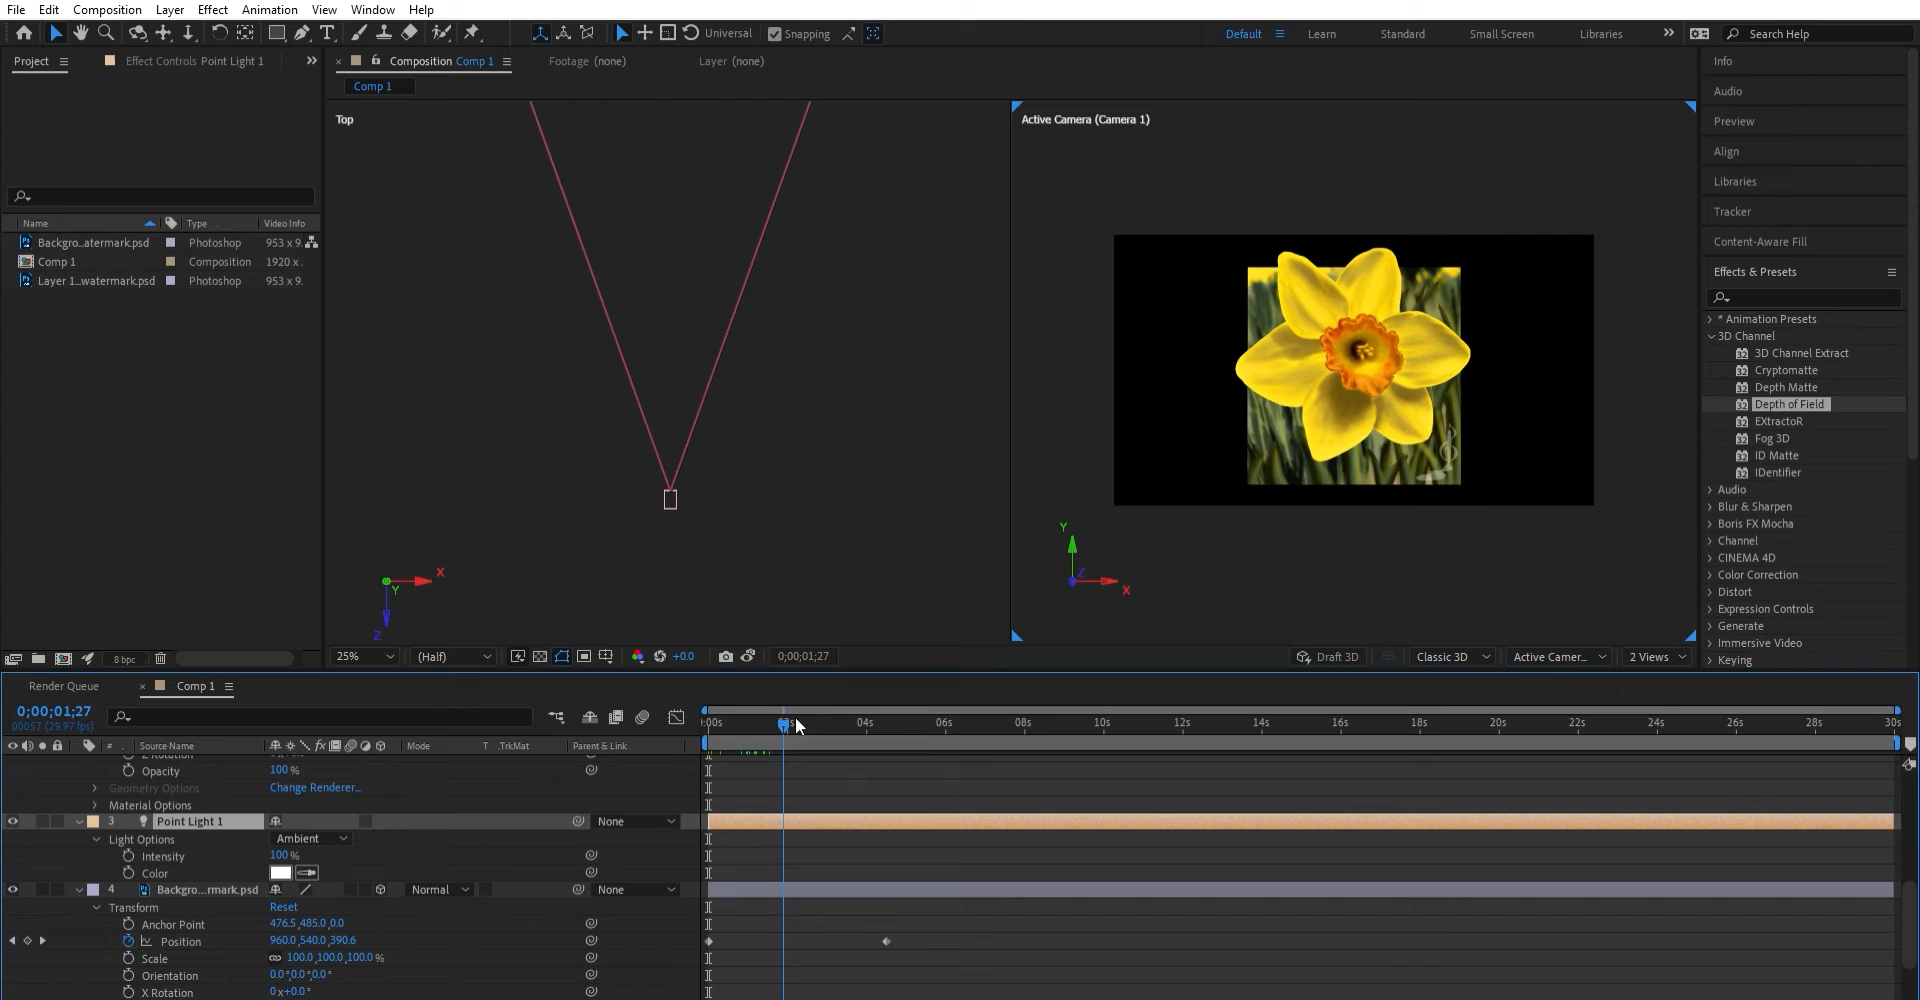 File Edit Composition Layer Effect Animation View Window Help
Universal Snapping Default Learn Standard Small Screen Libraries Search Help
Project Effect Controls Point Light 1
Composition Comp 1 Footage (none) Layer (none)
Comp 1
Top
Active Camera (Camera 1)
Name Type Video Info
Backgro...atermark.psd Photoshop 953 x 9.
Comp 1 Composition 1920 x .
Layer 1...watermark.psd Photoshop 953 x 9.
X
Y
Z
Y
Z
X
8 bpc
25% (Half) +0.0 0;00;01;27 Draft 3D Classic 3D Active Camer... 2 Views
Info
Audio
Preview
Align
Libraries
Tracker
Content-Aware Fill
Effects & Presets
* Animation Presets
3D Channel
3D Channel Extract
Cryptomatte
Depth Matte
Depth of Field
EXtractoR
Fog 3D
ID Matte
IDentifier
Audio
Blur & Sharpen
Boris FX Mocha
Channel
CINEMA 4D
Color Correction
Distort
Expression Controls
Generate
Immersive Video
Keying
Render Queue Comp 1
0;00;01;27
00057 (29.97 fps)
:00s 02s 04s 06s 08s 10s 12s 14s 16s 18s 20s 22s 24s 26s 28s 30s
# Source Name fx Mode T .TrkMat Parent & Link
Opacity 100 %
Geometry Options Change Renderer...
Material Options
3 Point Light 1 None
Light Options Ambient
Intensity 100 %
Color
4 Backgro...rmark.psd Normal None
Transform Reset
Anchor Point 476.5,485.0,0.0
Position 960.0,540.0,390.6
Scale 100.0,100.0,100.0 %
Orientation 0.0°,0.0°,0.0°
X Rotation 0x+0.0°